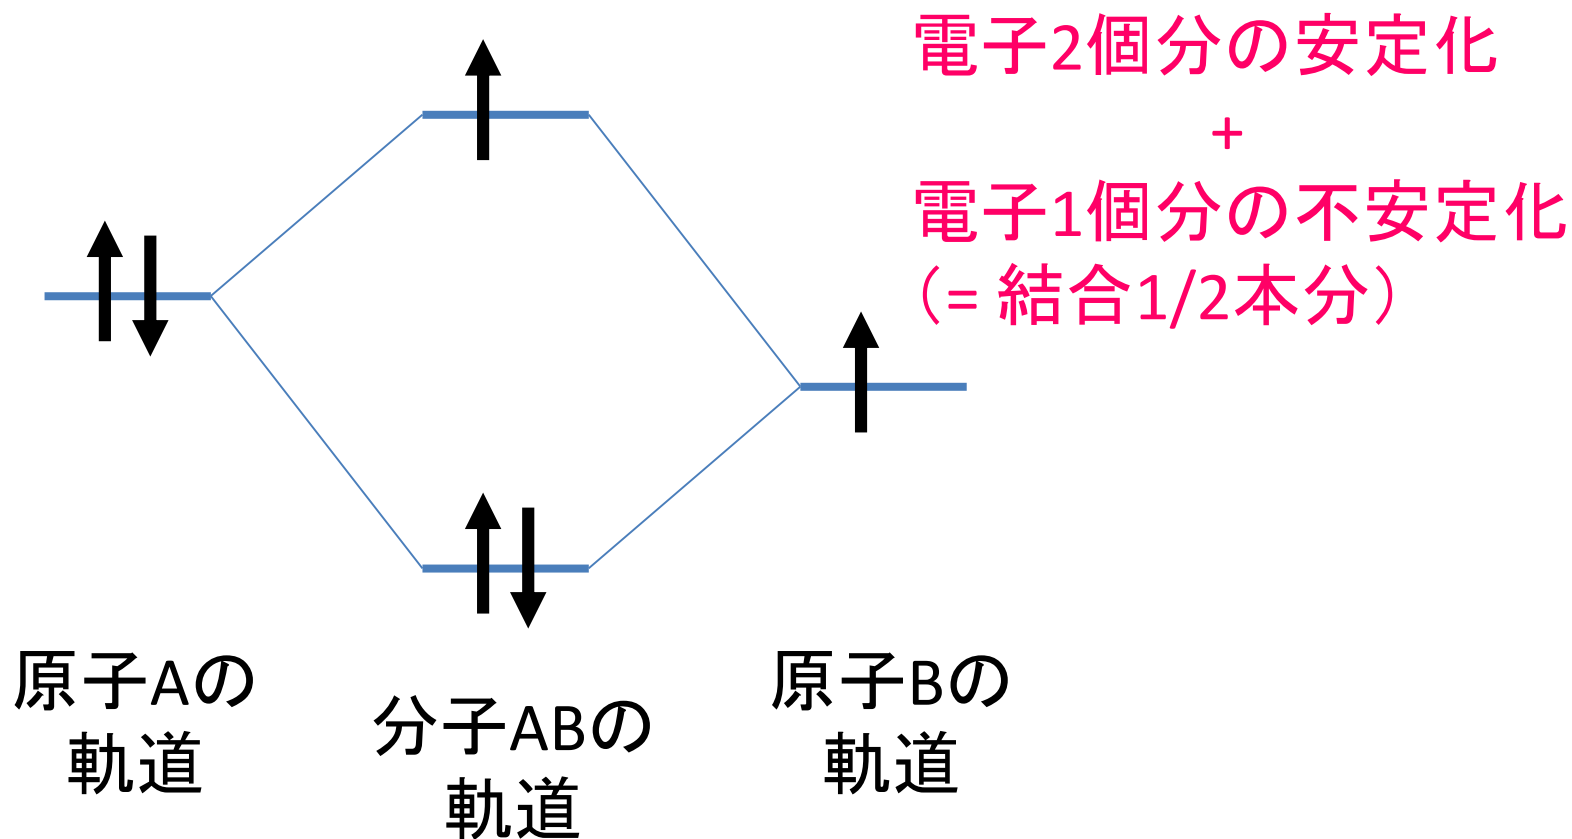 電子2個分の安定化
+
電子1個分の不安定化
（= 結合1/2本分）
原子Aの
軌道
分子ABの
軌道
原子Bの
軌道